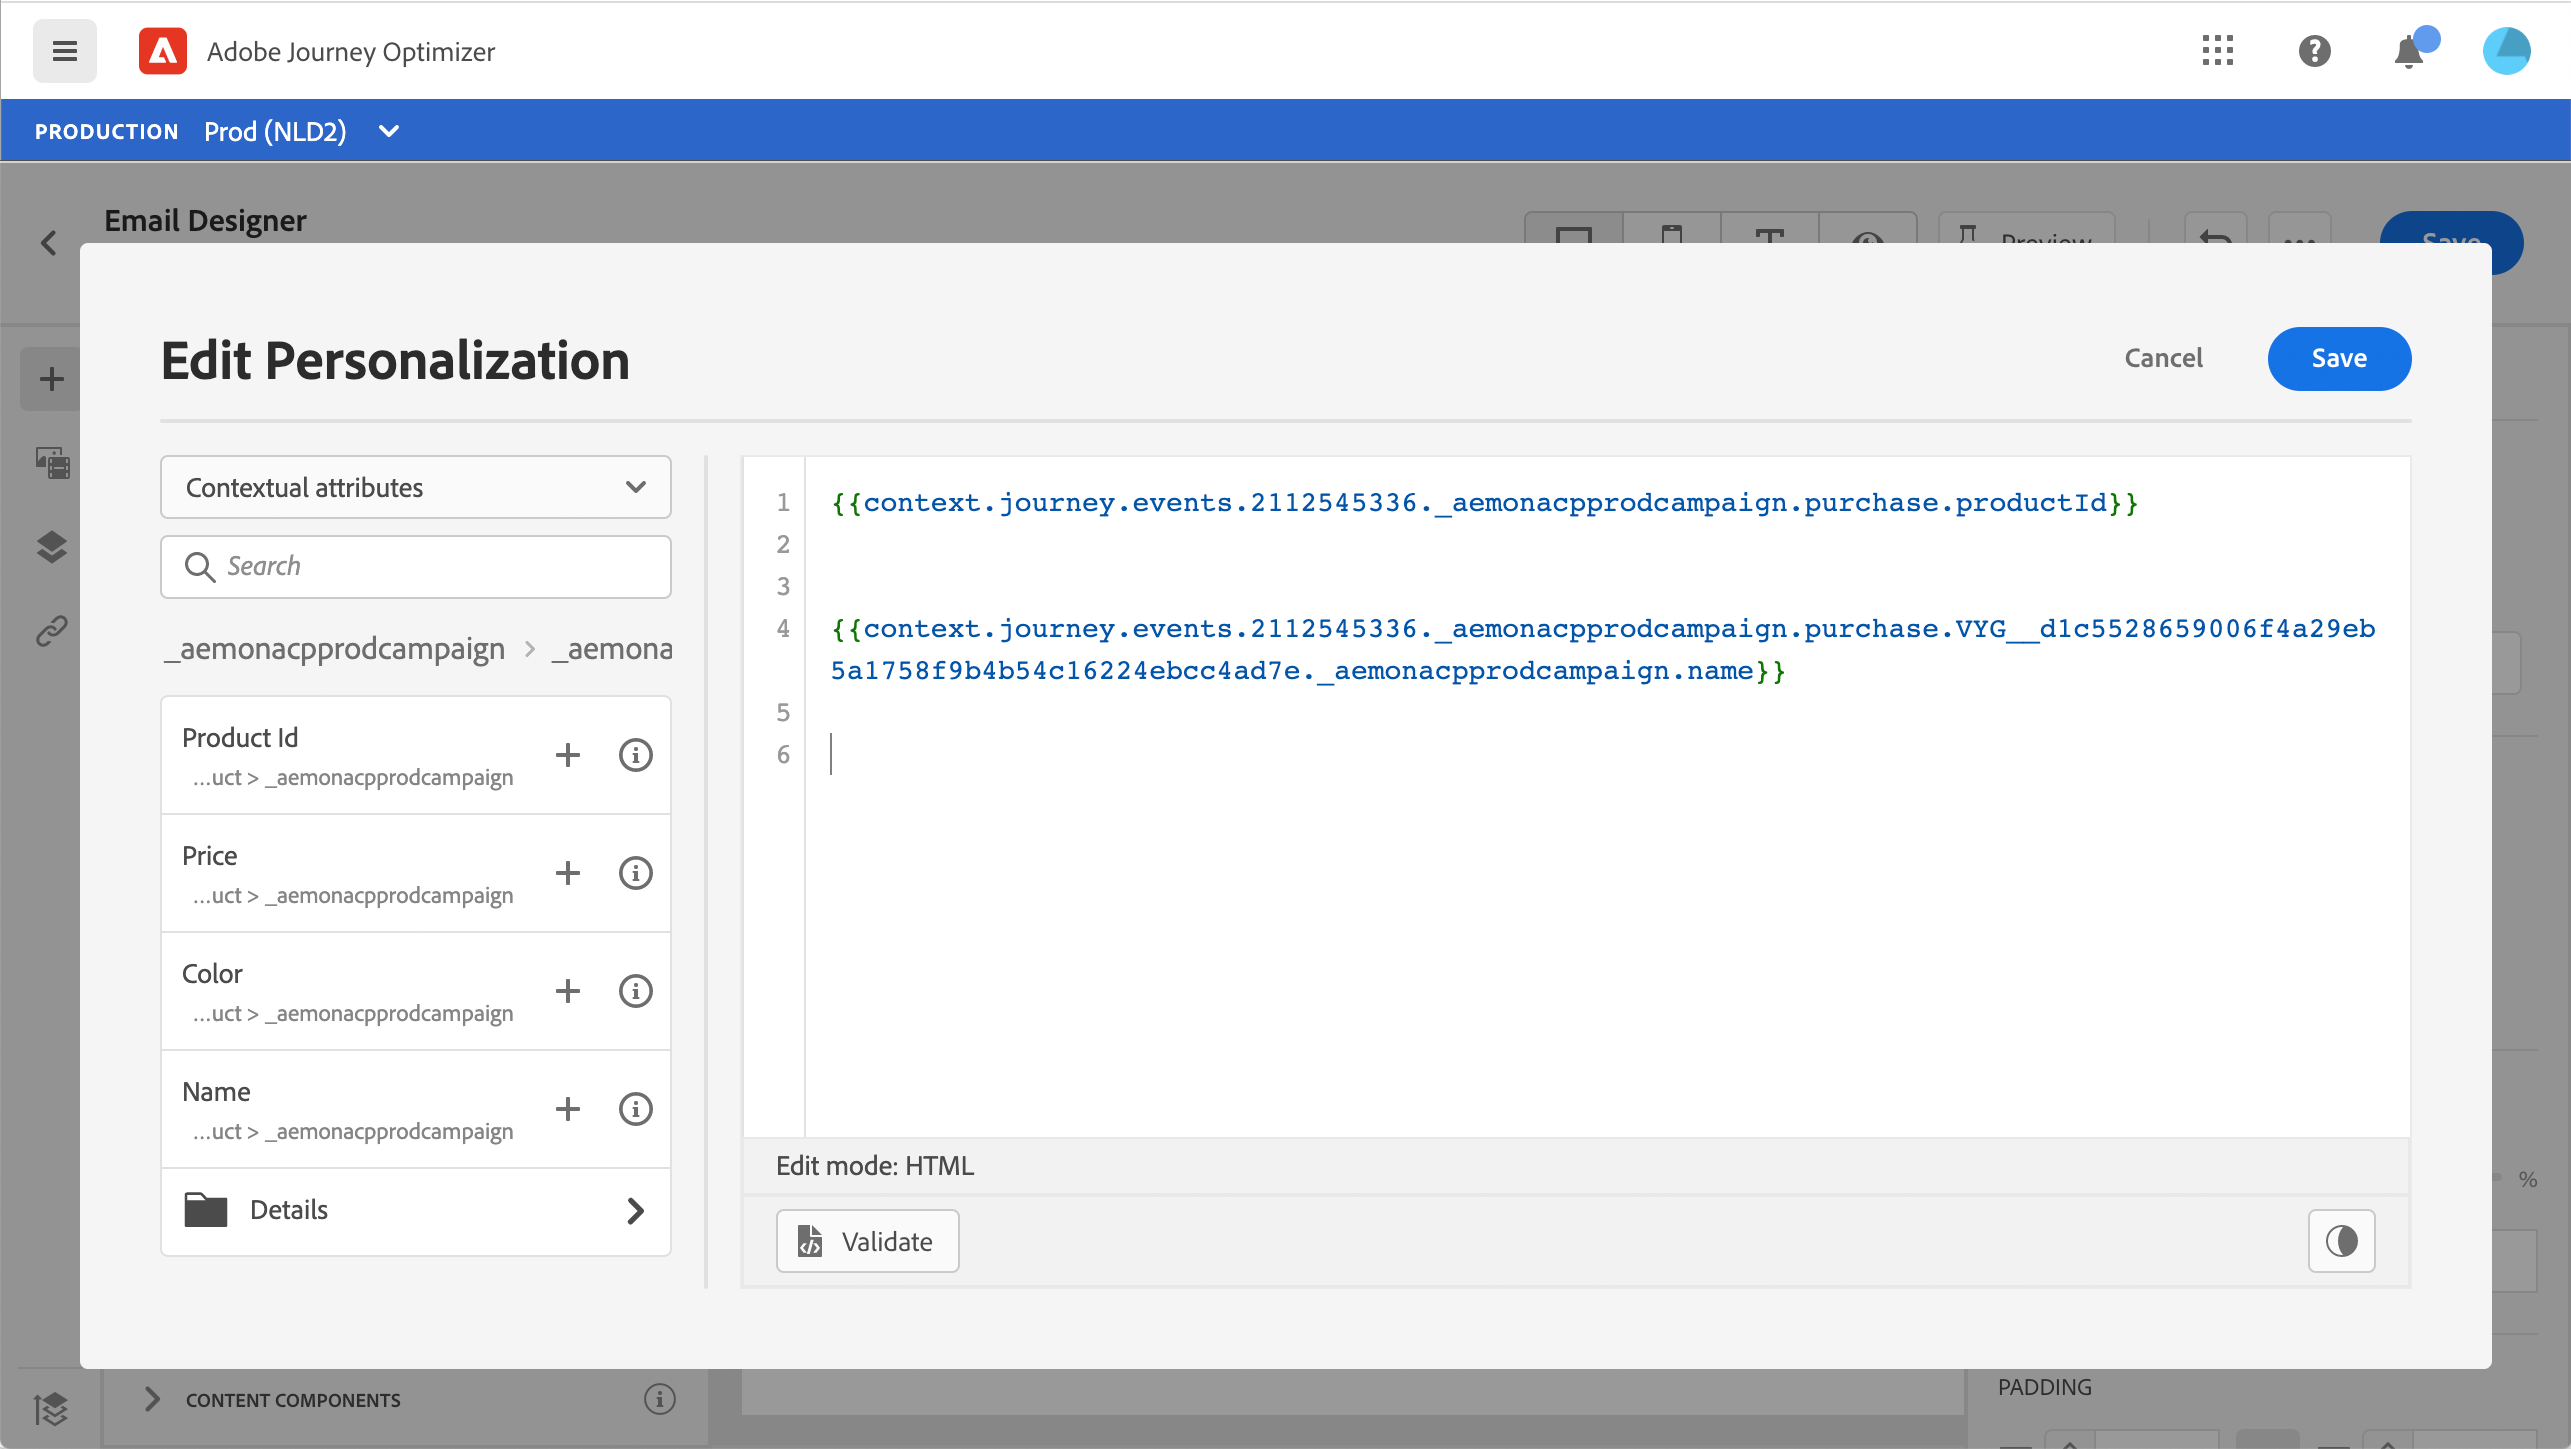 Adobe Journey Optimizer
PRODUCTION Prod (NLD2)
Email Designer
Preview
Save
Edit Personalization
Cancel
Save
Contextual attributes
Search
_aemonacpprodcampaign > _aemona
Product Id
...uct > _aemonacpprodcampaign
Price
...uct > _aemonacpprodcampaign
Color
...uct > _aemonacpprodcampaign
Name
...uct > _aemonacpprodcampaign
Details
1 {{context.journey.events.2112545336._aemonacpprodcampaign.purchase.productId}}
2
3
4 {{context.journey.events.2112545336._aemonacpprodcampaign.purchase.VYG__d1c5528659006f4a29eb
5a1758f9b4b54c16224ebcc4ad7e._aemonacpprodcampaign.name}}
5
6
Edit mode: HTML
Validate
%
CONTENT COMPONENTS
PADDING